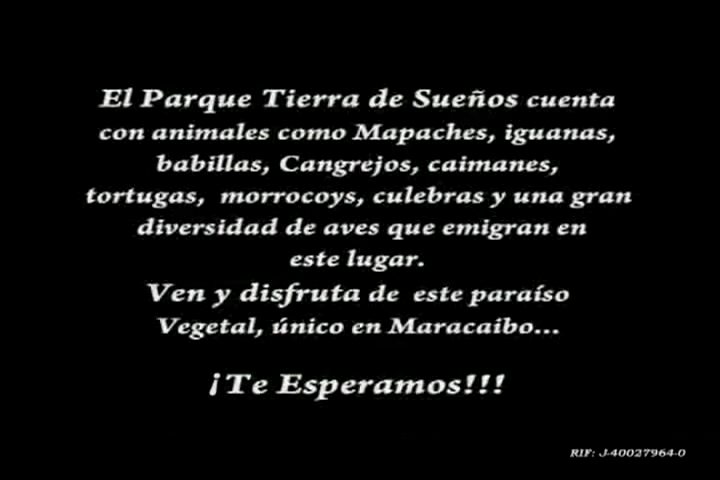 El Parque Tierra de Sueños cuenta
con animales como Mapaches, iguanas,
babillas, Cangrejos, caimanes,
tortugas, morrocoys, culebras y una gran
diversidad de aves que emigran en
este lugar.
Ven y disfruta de este paraíso
Vegetal, único en Maracaibo...
¡Te Esperamos!!!
RIF: J-40027964-0